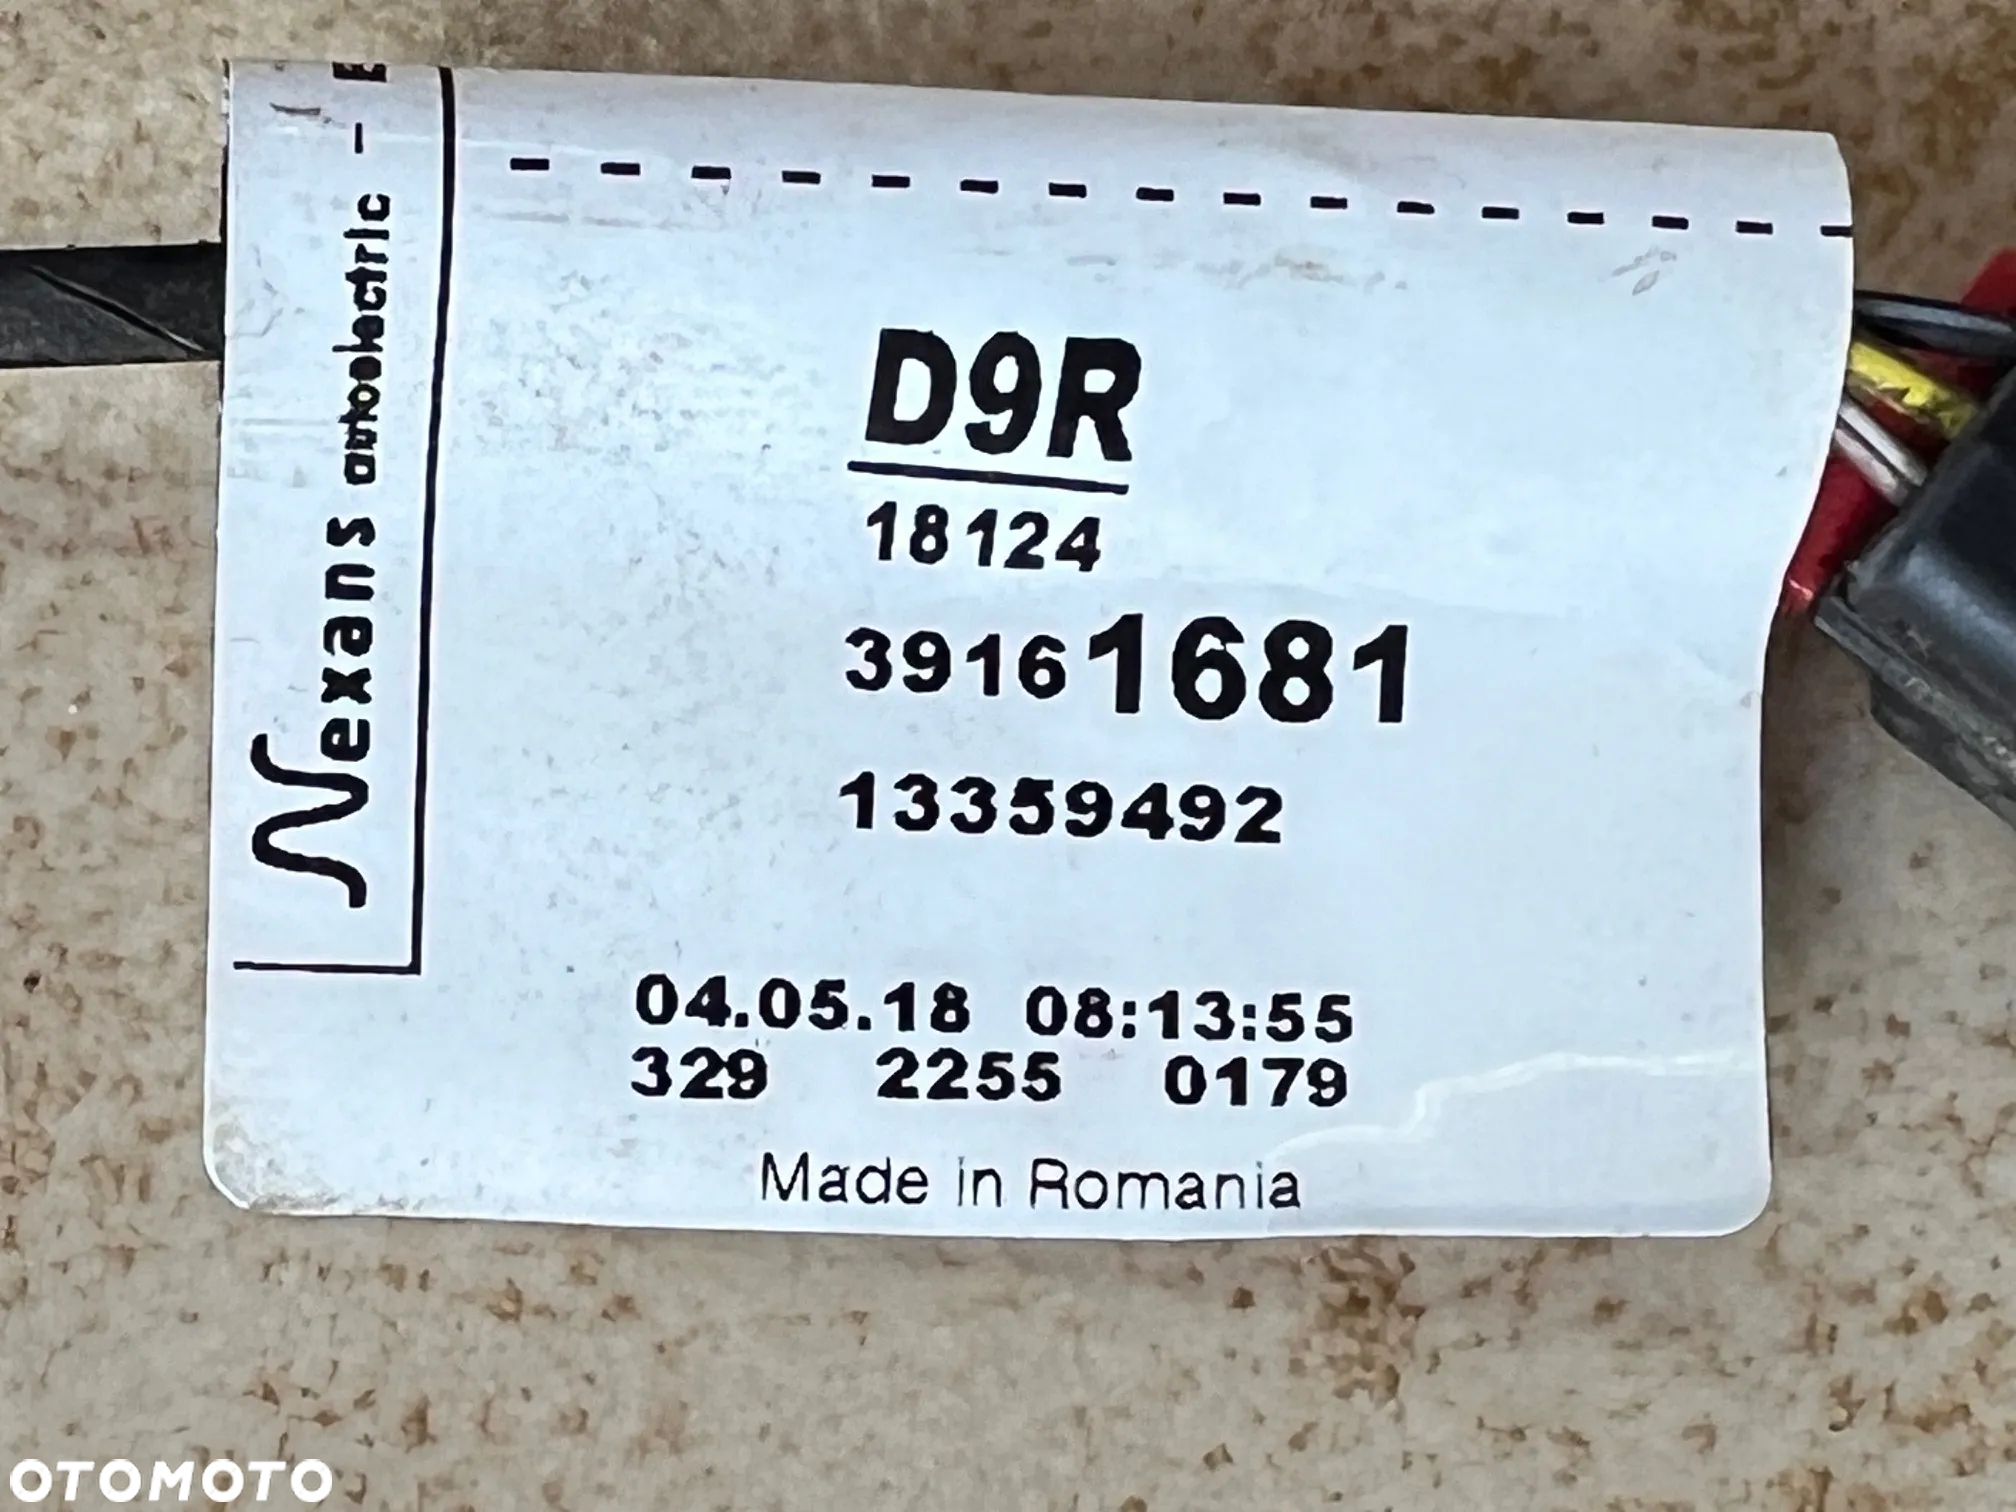 Nexans autoelectric - E
D9R
18124
39161681
13359492
04.05.18 08:13:55
329 2255 0179
Made in Romania
OTOMOTO